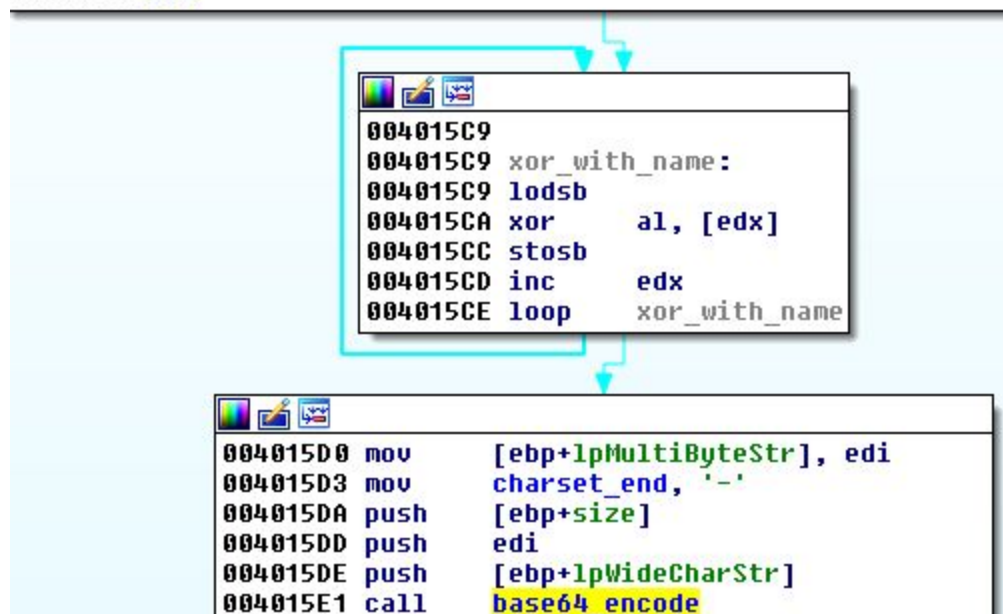 004015C9
004015C9 xor_with_name:
004015C9 lodsb
004015CA xor al, [edx]
004015CC stosb
004015CD inc edx
004015CE loop xor_with_name
004015D0 mov [ebp+lpMultiByteStr], edi
004015D3 mov charset_end, '-'
004015DA push [ebp+size]
004015DD push edi
004015DE push [ebp+lpWideCharStr]
004015E1 call base64_encode